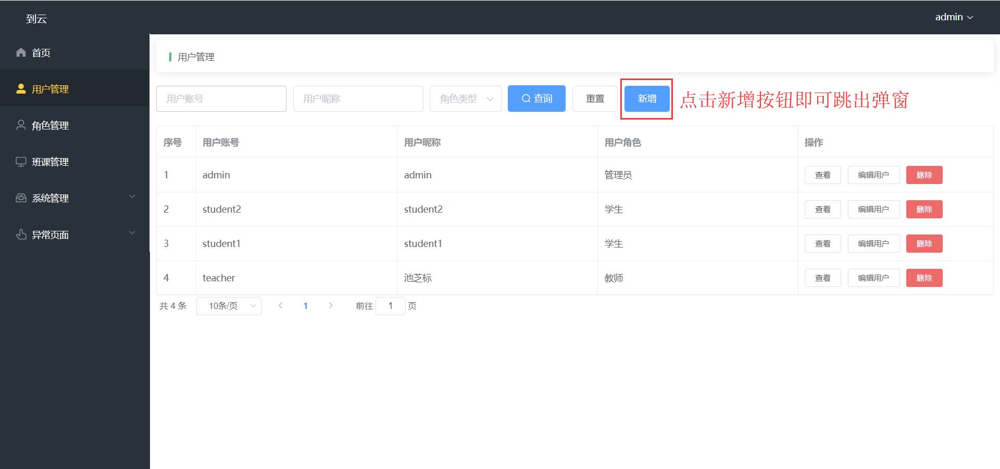 到云
admin
首页
用户管理
角色管理
班课管理
系统管理
异常页面
用户管理
用户账号 用户昵称 角色类型 查询 重置 新增 点击新增按钮即可跳出弹窗
序号 用户账号 用户昵称 用户角色 操作
1 admin admin 管理员 查看 编辑用户 删除
2 student2 student2 学生 查看 编辑用户 删除
3 student1 student1 学生 查看 编辑用户 删除
4 teacher 池芝标 教师 查看 编辑用户 删除
共 4 条 10条/页 1 前往 1 页